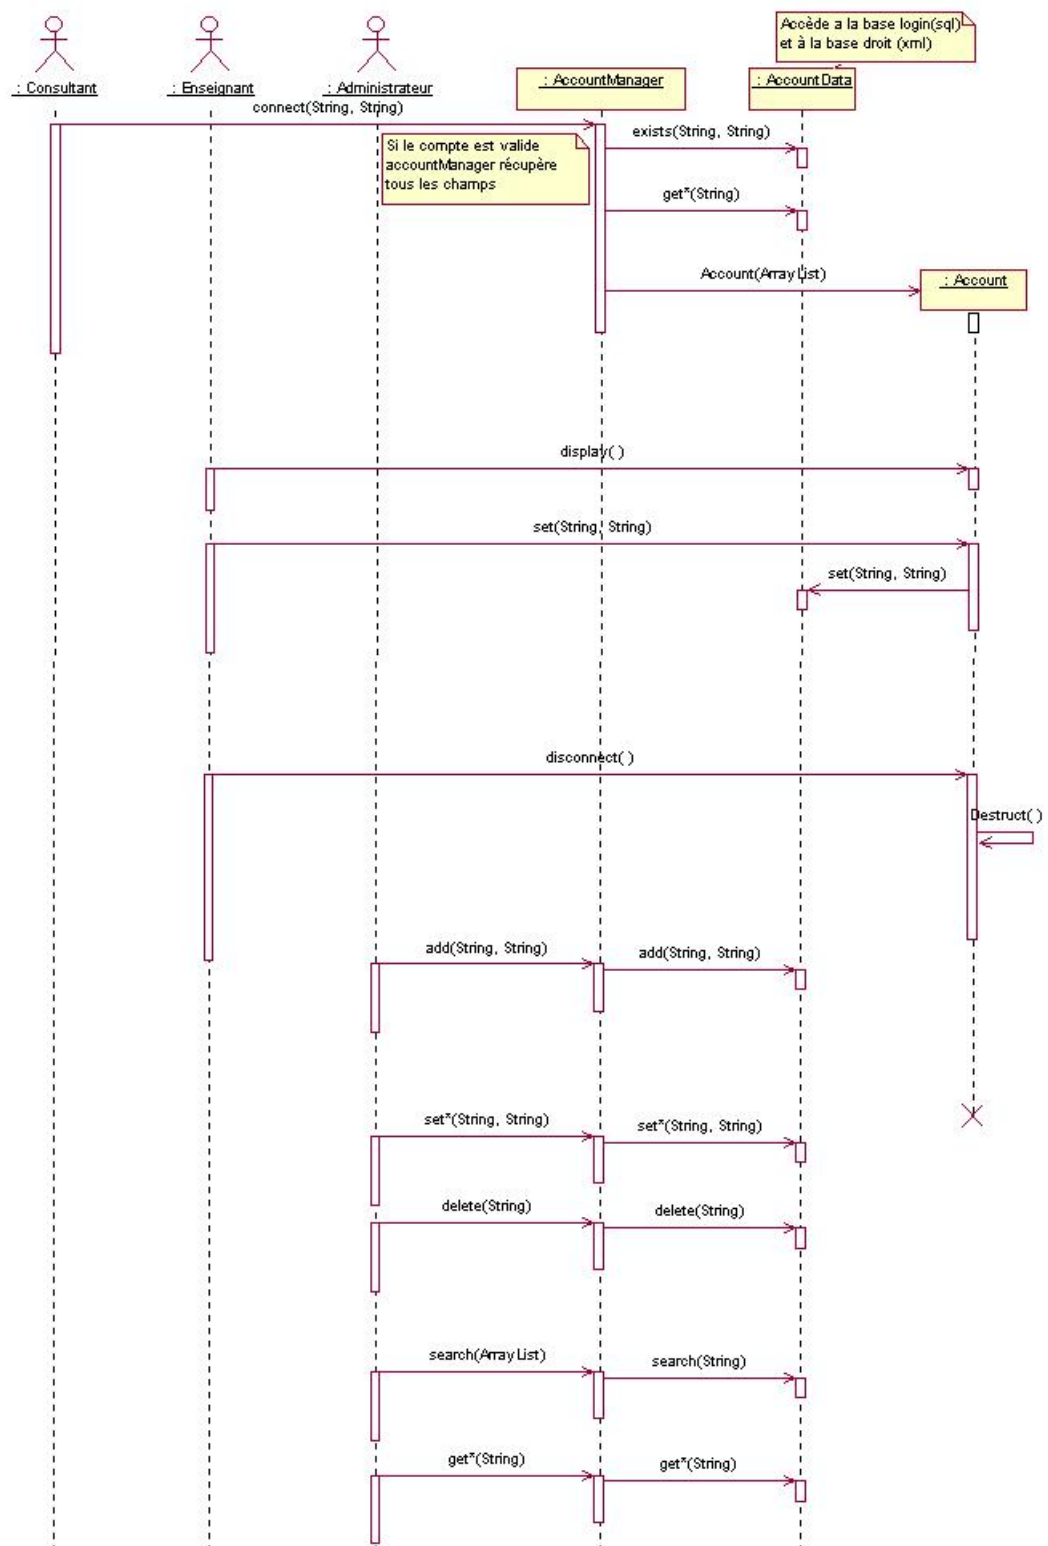 Accède a la base login(sql)
et à la base droit (xml)
: Consultant
: Enseignant
: Administrateur
: AccountManager
: AccountData
connect(String, String)
exists(String, String)
Si le compte est valide
accountManager récupère
tous les champs
get*(String)
Account(ArrayList)
: Account
display( )
set(String, String)
set(String, String)
disconnect( )
Destruct( )
add(String, String)
add(String, String)
set*(String, String)
set*(String, String)
delete(String)
delete(String)
search(ArrayList)
search(String)
get*(String)
get*(String)